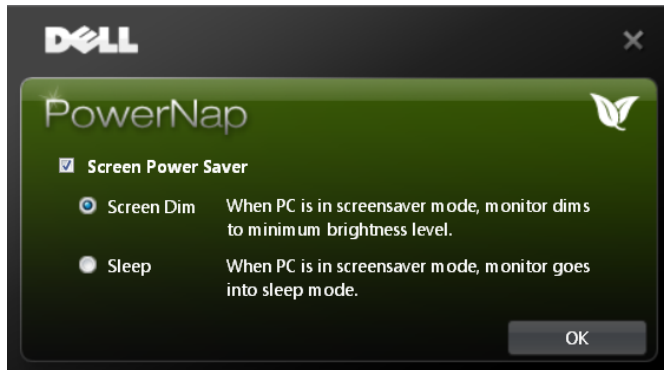 DELL
PowerNap
Screen Power Saver
Screen Dim When PC is in screensaver mode, monitor dims
to minimum brightness level.
Sleep When PC is in screensaver mode, monitor goes
into sleep mode.
OK